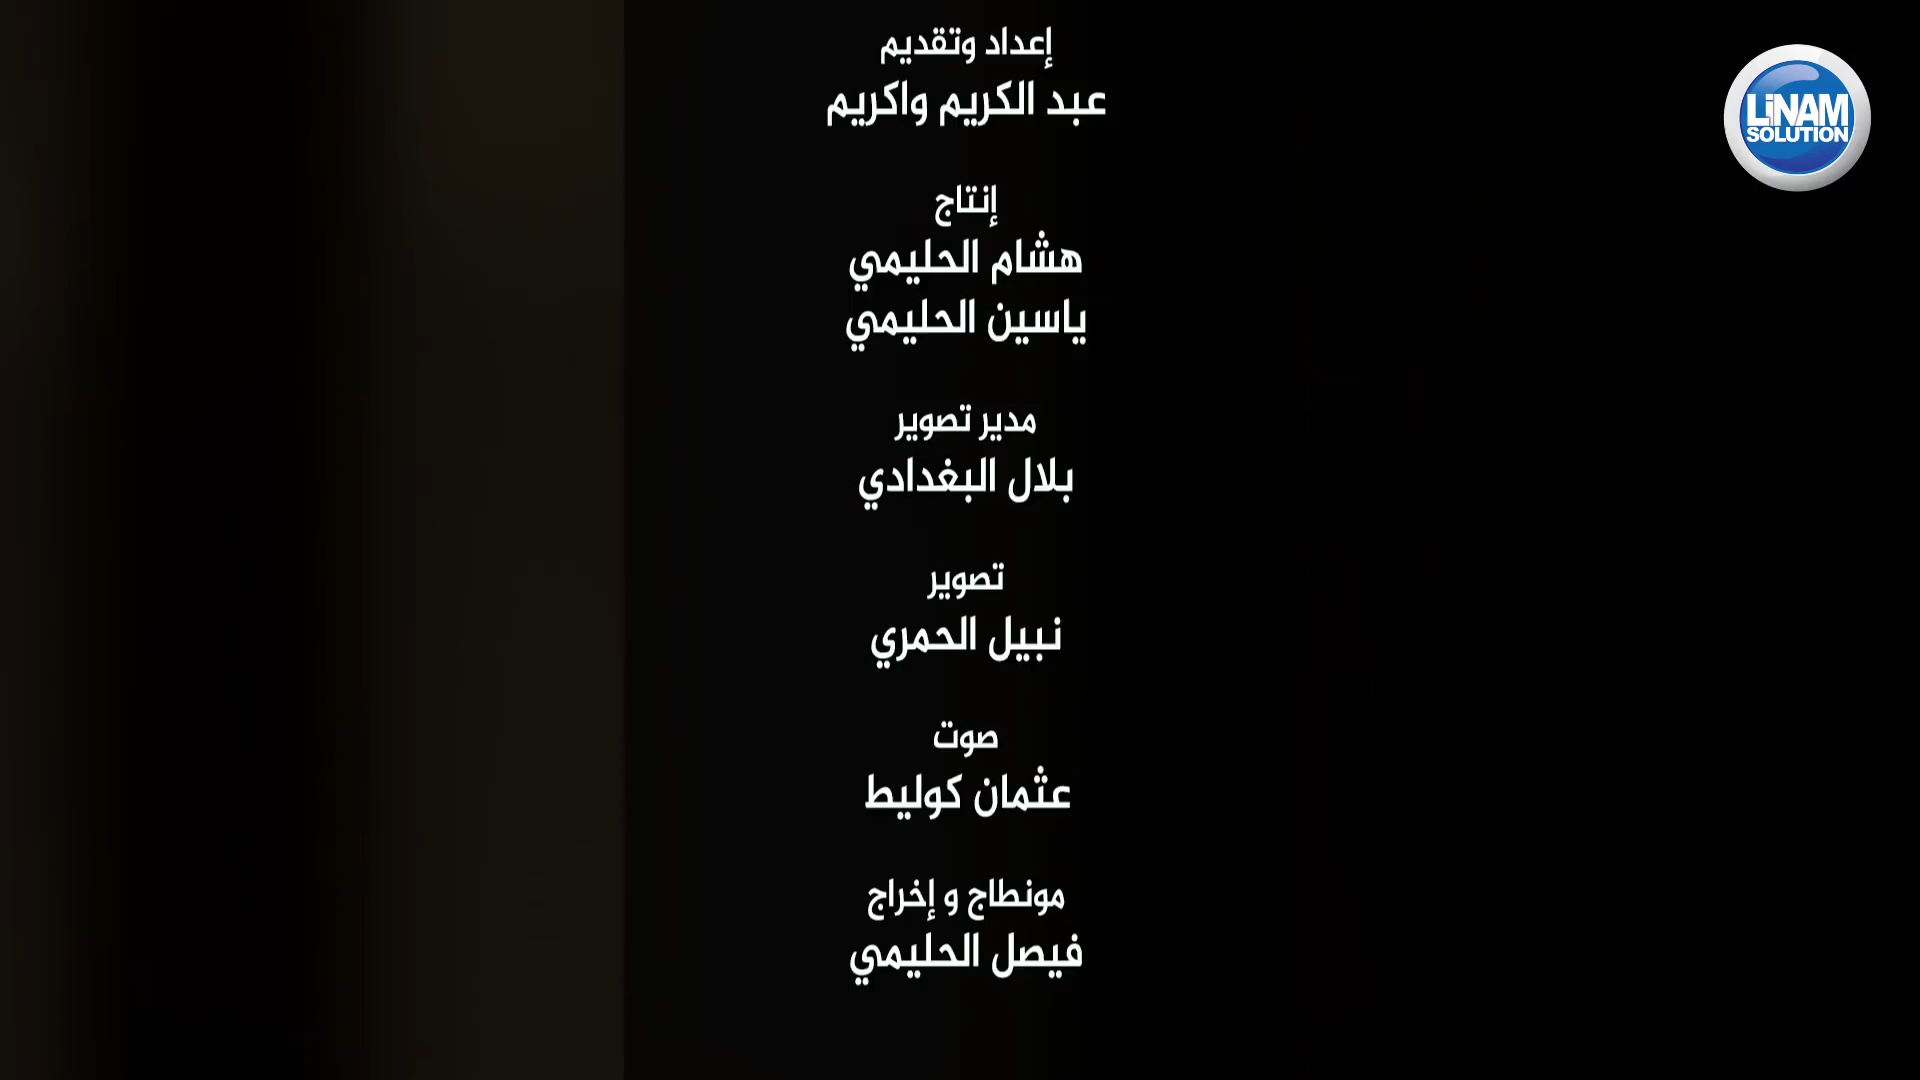 إعداد وتقديم
عبد الكريم واكريم
إنتاج
هشام الحليمي
ياسين الحليمي
مدير تصوير
بلال البغدادي
تصوير
نبيل الحمري
صوت
عثمان كوليط
مونطاج و إخراج
فيصل الحليمي
LiNAM
SOLUTION